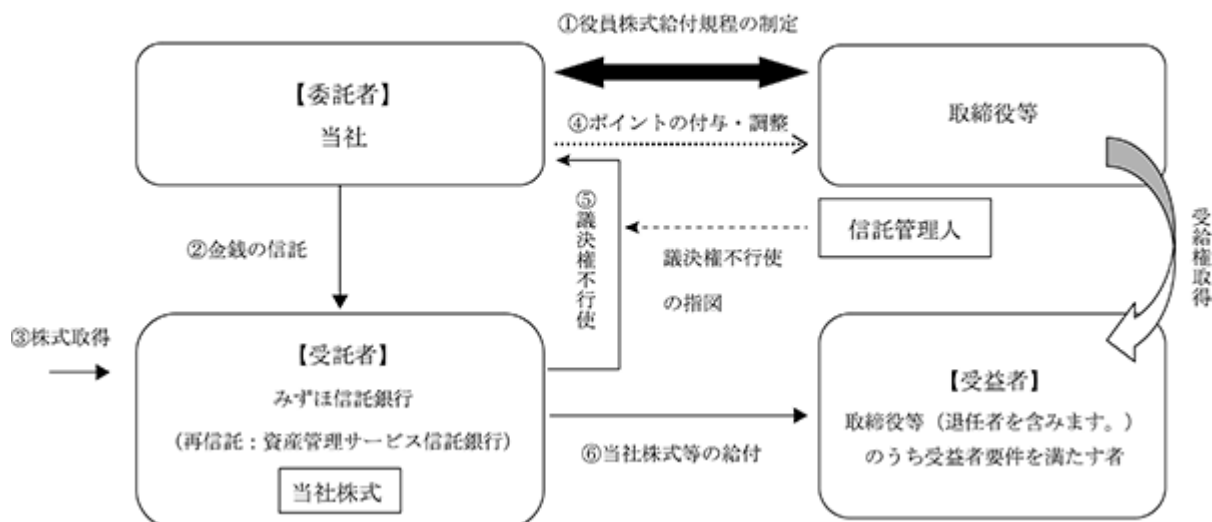 ①役員株式給付規程の制定
【委託者】
当社
取締役等
④ポイントの付与・調整
⑤議決権不行使
信託管理人
受給権取得
②金銭の信託
議決権不行使
の指図
③株式取得
【受託者】
みずほ信託銀行
(再信託：資産管理サービス信託銀行)
当社株式
⑥当社株式等の給付
【受益者】
取締役等（退任者を含みます。）
のうち受益者要件を満たす者